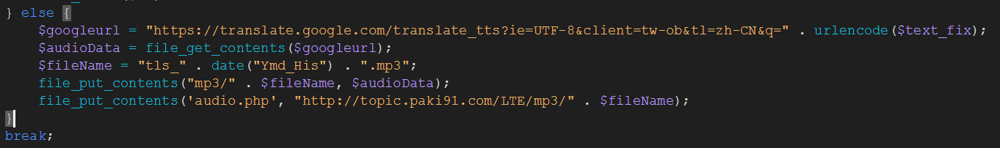 } else {
$googleurl = "https://translate.google.com/translate_tts?ie=UTF-8&client=tw-ob&tl=zh-CN&q=" . urlencode($text_fix);
$audioData = file_get_contents($googleurl);
$fileName = "tls_" . date("Ymd_His") . ".mp3";
file_put_contents("mp3/" . $fileName, $audioData);
file_put_contents('audio.php', "http://topic.paki91.com/LTE/mp3/" . $fileName);
}
break;